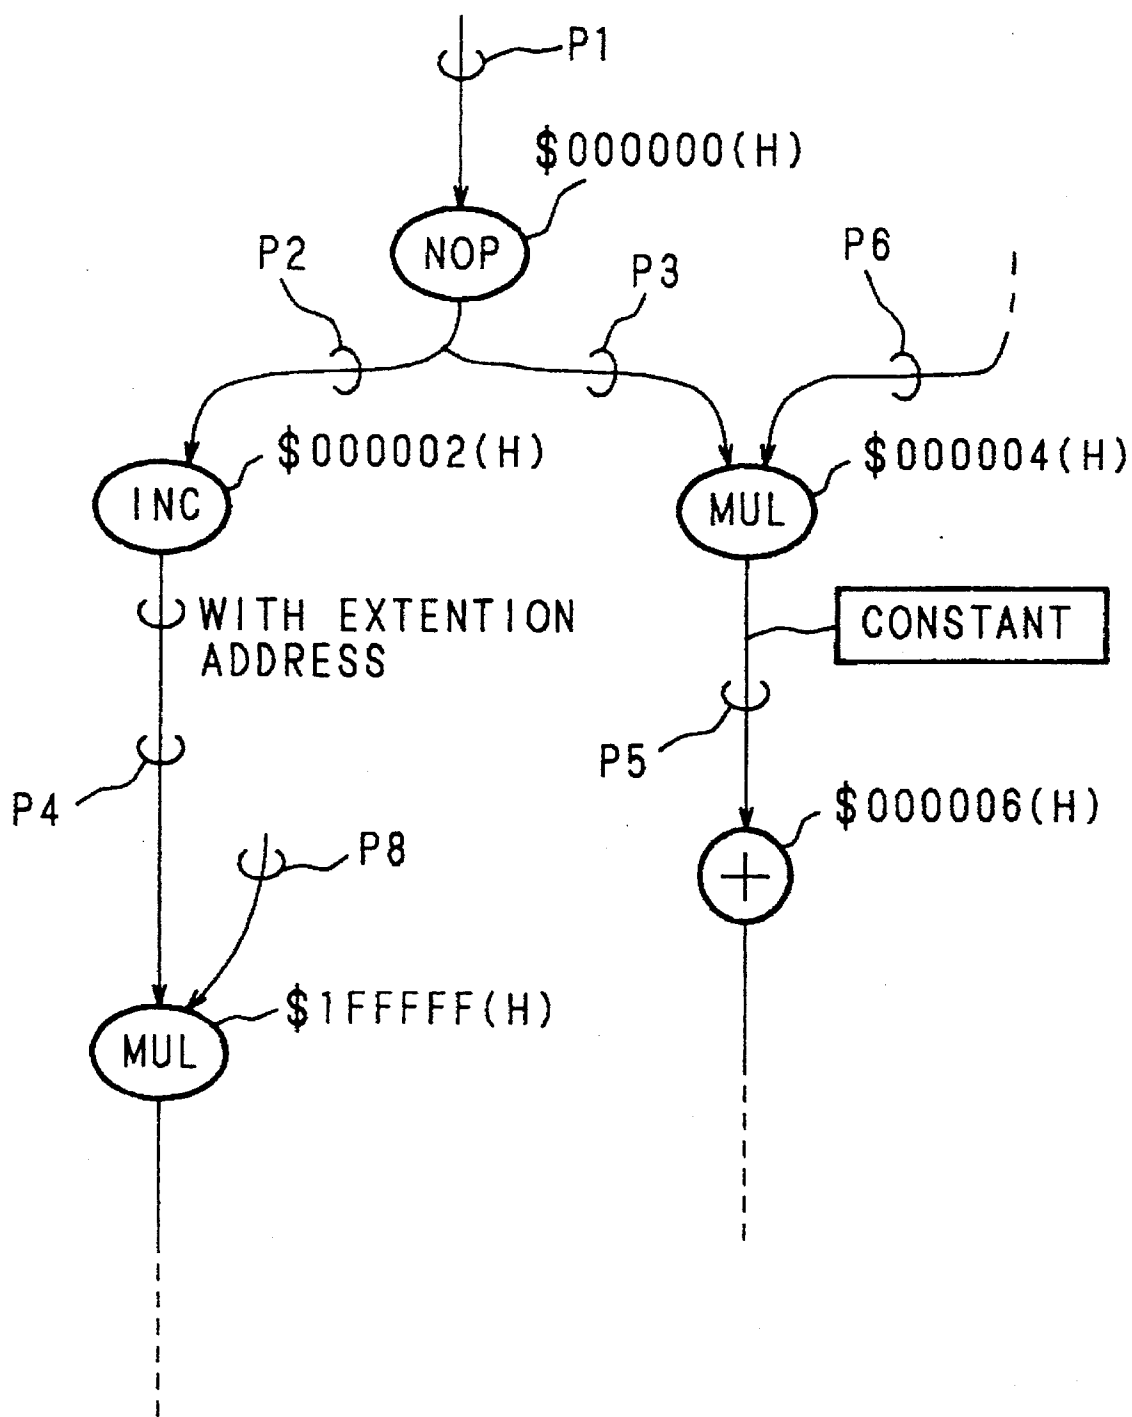 P1
$000000(H)
NOP
P2
P3
P6
$000002(H)
INC
$000004(H)
MUL
WITH EXTENTION
ADDRESS
CONSTANT
P4
P5
$000006(H)
+
P8
$1FFFFF(H)
MUL